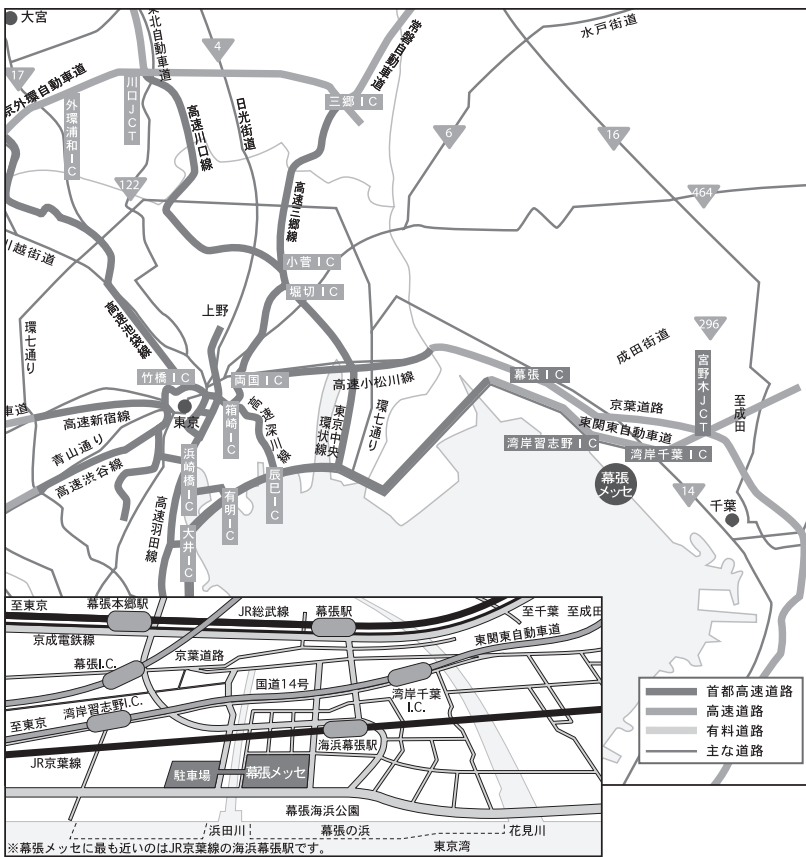 大宮
東北自動車道
4
常磐自動車道
水戸街道
17
京外環自動車道
川口JCT
外環浦和IC
高速川口線
日光街道
三郷IC
6
16
122
464
高速三郷線
川越街道
小菅IC
堀切IC
上野
環七通り
高速池袋線
成田街道
296
竹橋IC
両国IC
高速小松川線
幕張IC
宮野木JCT
京葉道路
至成田
車道
高速新宿線
東京
箱崎IC
高速深川線
東京中央環状線
環七通り
東関東自動車道
青山通り
湾岸習志野IC
湾岸千葉IC
高速渋谷線
浜崎橋IC
高速羽田線
有明IC
辰巳IC
幕張
メッセ
14
千葉
大井IC
至東京
幕張本郷駅
JR総武線
幕張駅
至千葉
至成田
京成電鉄線
東関東自動車道
幕張I.C.
京葉道路
国道14号
湾岸千葉
I.C.
湾岸習志野I.C.
至東京
海浜幕張駅
JR京葉線
駐車場
幕張メッセ
幕張海浜公園
浜田川
幕張の浜
花見川
東京湾
※幕張メッセに最も近いのはJR京葉線の海浜幕張駅です。
首都高速道路
高速道路
有料道路
主な道路